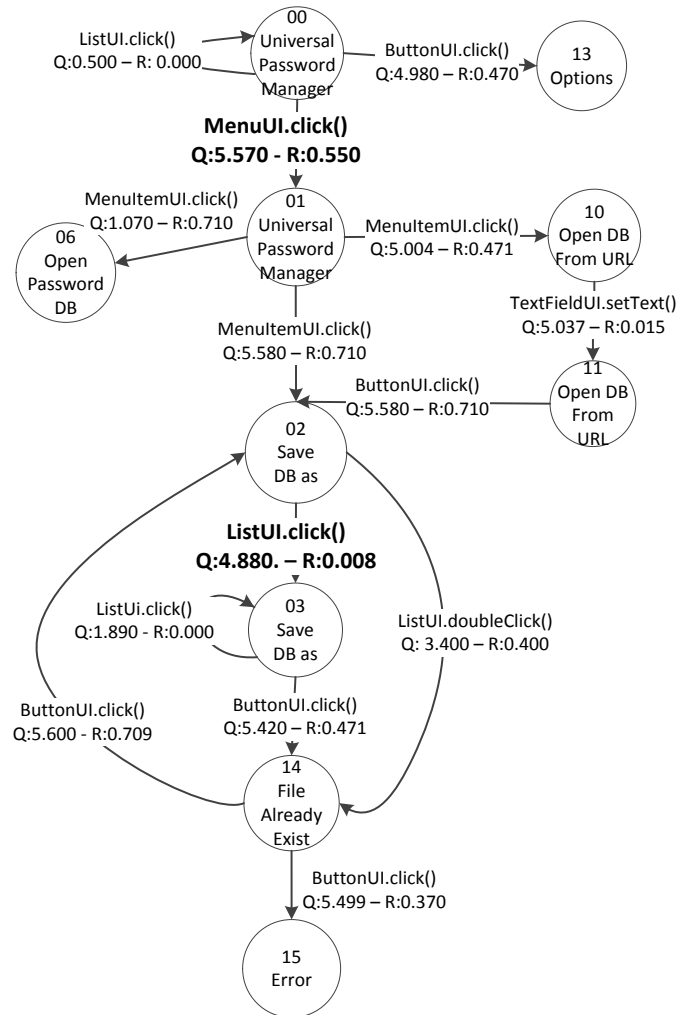 00
Universal
Password
Manager
ListUI.click()
Q:0.500 – R: 0.000
ButtonUI.click()
Q:4.980 – R:0.470
13
Options
MenuUI.click()
Q:5.570 - R:0.550
01
Universal
Password
Manager
MenuItemUI.click()
Q:1.070 – R:0.710
06
Open
Password
DB
MenuItemUI.click()
Q:5.004 – R:0.471
10
Open DB
From URL
TextFieldUI.setText()
Q:5.037 – R:0.015
MenuItemUI.click()
Q:5.580 – R:0.710
11
Open DB
From
URL
ButtonUI.click()
Q:5.580 – R:0.710
02
Save
DB as
ListUI.click()
Q:4.880. – R:0.008
ListUi.click()
Q:1.890 - R:0.000
03
Save
DB as
ListUI.doubleClick()
Q: 3.400 – R:0.400
ButtonUI.click()
Q:5.600 - R:0.709
ButtonUI.click()
Q:5.420 – R:0.471
14
File
Already
Exist
ButtonUI.click()
Q:5.499 – R:0.370
15
Error